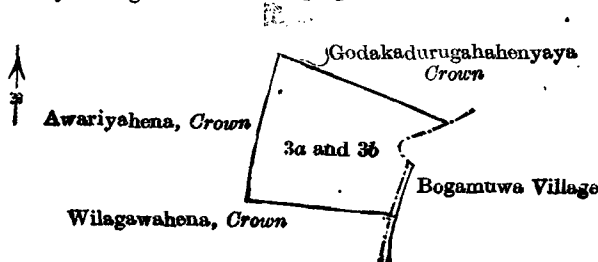 Godakadurugahahenyaya
Crown
Awariyahena, Crown
3a and 3b
Bogamuwa Village
Wilagawahena, Crown